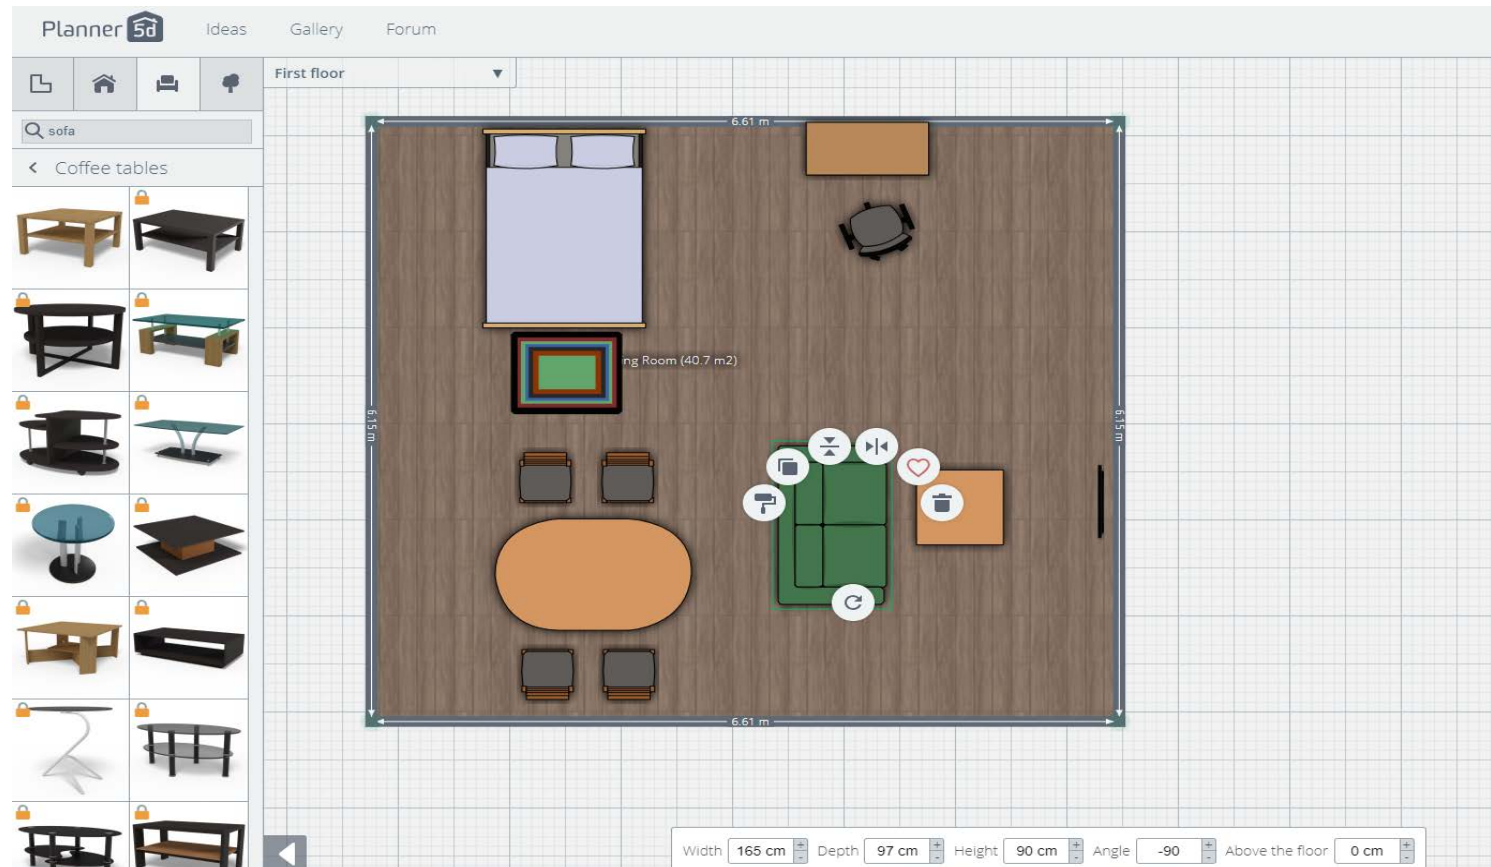 Planner 5d Ideas Gallery Forum
First floor
sofa
Coffee tables
6.61 m
ng Room (40.7 m2)
6.15 m
6.15 m
6.61 m
Width 165 cm Depth 97 cm Height 90 cm Angle -90 Above the floor 0 cm